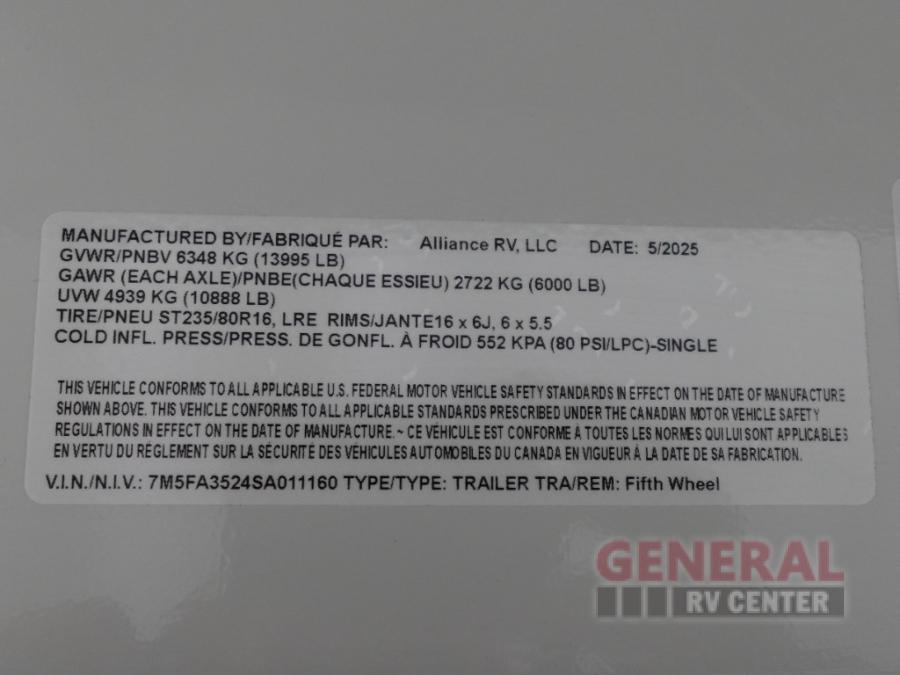 MANUFACTURED BY/FABRIQUÉ PAR: Alliance RV, LLC DATE: 5/2025
GVWR/PNBV 6348 KG (13995 LB)
GAWR (EACH AXLE)/PNBE(CHAQUE ESSIEU) 2722 KG (6000 LB)
UVW 4939 KG (10888 LB)
TIRE/PNEU ST235/80R16, LRE RIMS/JANTE16 x 6J, 6 x 5.5
COLD INFL. PRESS/PRESS. DE GONFL. À FROID 552 KPA (80 PSI/LPC)-SINGLE
THIS VEHICLE CONFORMS TO ALL APPLICABLE U.S. FEDERAL MOTOR VEHICLE SAFETY STANDARDS IN EFFECT ON THE DATE OF MANUFACTURE
SHOWN ABOVE. THIS VEHICLE CONFORMS TO ALL APPLICABLE STANDARDS PRESCRIBED UNDER THE CANADIAN MOTOR VEHICLE SAFETY
REGULATIONS IN EFFECT ON THE DATE OF MANUFACTURE. ~ CE VÉHICULE EST CONFORME À TOUTES LES NORMES QUI LUI SONT APPLICABLES
EN VERTU DU RÈGLEMENT SUR LA SÉCURITÉ DES VÉHICULES AUTOMOBILES DU CANADA EN VIGUEUR À LA DATE DE SA FABRICATION.
V.I.N./N.I.V.: 7M5FA3524SA011160 TYPE/TYPE: TRAILER TRA/REM: Fifth Wheel
GENERAL
RV CENTER